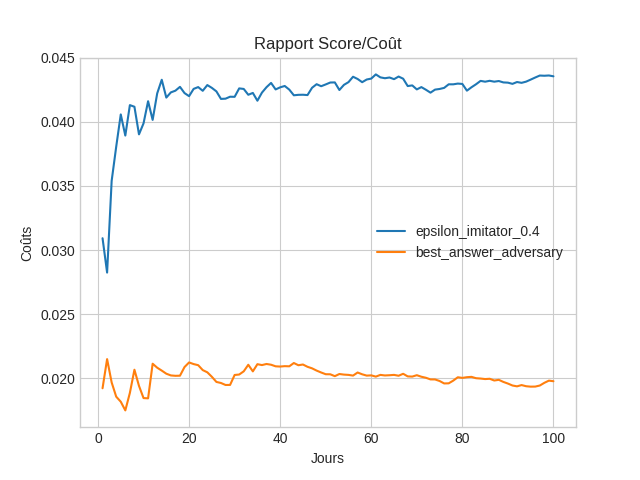 Rapport Score/Coût
0.045
0.040
0.035
0.030
0.025
0.020
Coûts
epsilon_imitator_0.4
best_answer_adversary
0
20
40
60
80
100
Jours